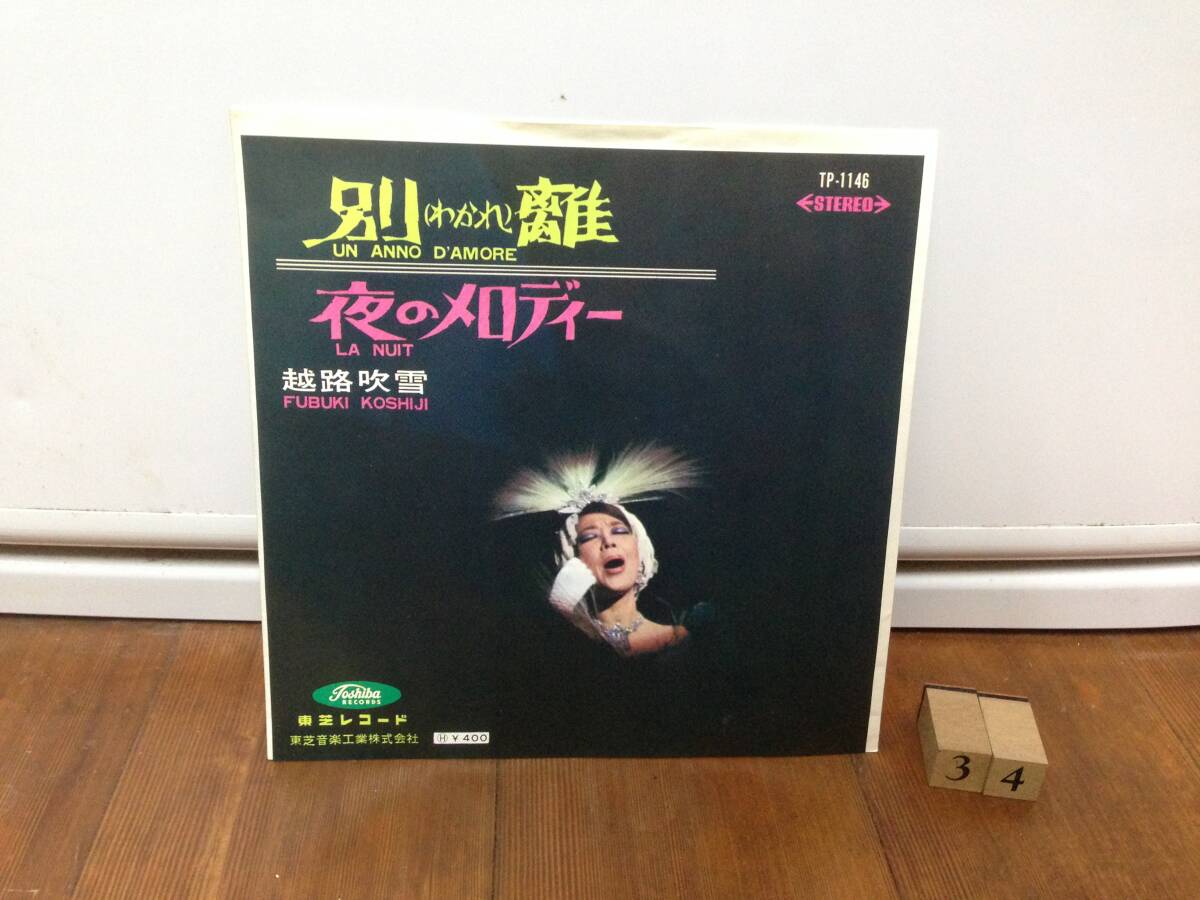 TP-1146
STEREO
別(わかれ)離
UN ANNO D'AMORE
夜のメロディー
LA NUIT
越路吹雪
FUBUKI KOSHIJI
Toshiba
RECORDS
東芝レコード
東芝音楽工業株式会社 Ⓗ ¥400
3 4